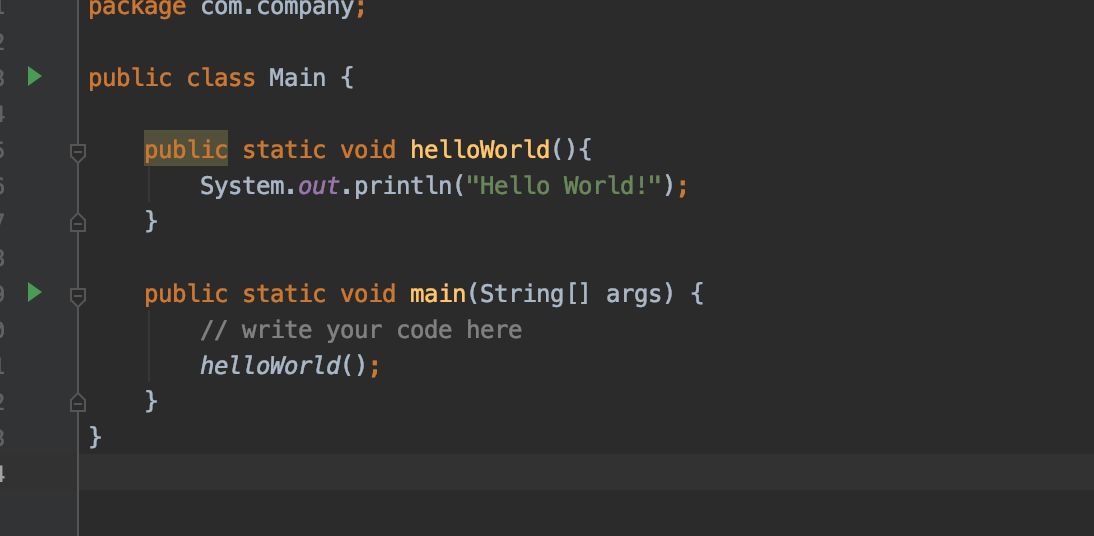 package com.company;
public class Main {
public static void helloWorld(){
System.out.println("Hello World!");
}
public static void main(String[] args) {
// write your code here
helloWorld();
}
}